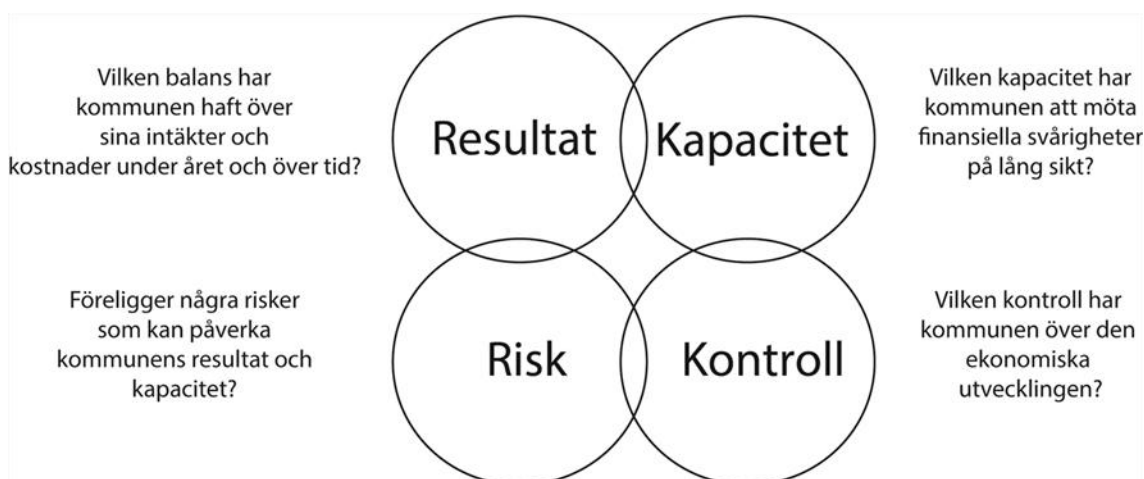 Vilken balans har
kommunen haft över
sina intäkter och
kostnader under året och över tid?
Resultat
Kapacitet
Vilken kapacitet har
kommunen att möta
finansiella svårigheter
på lång sikt?
Föreligger några risker
som kan påverka
kommunens resultat och
kapacitet?
Risk
Kontroll
Vilken kontroll har
kommunen över den
ekonomiska
utvecklingen?